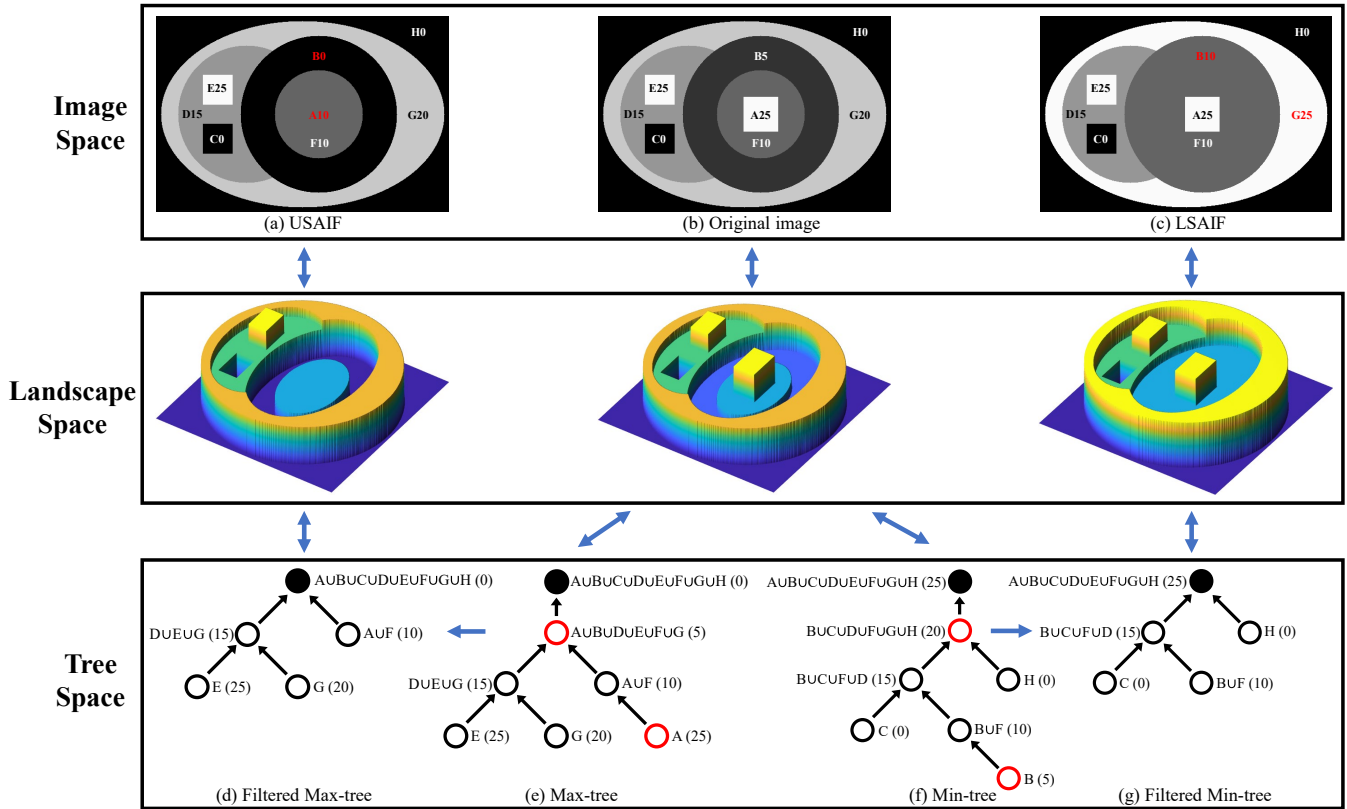 Image
Space
H0
B0
E25
D15
A10
G20
C0
F10
(a) USAIF
H0
B5
E25
D15
A25
G20
C0
F10
(b) Original image
H0
B10
E25
D15
A25
G25
C0
F10
(c) LSAIF
Landscape
Space
Tree
Space
A∪B∪C∪D∪E∪F∪G∪H (0)
D∪E∪G (15)
A∪F (10)
E (25)
G (20)
(d) Filtered Max-tree
A∪B∪C∪D∪E∪F∪G∪H (0)
A∪B∪D∪E∪F∪G (5)
D∪E∪G (15)
A∪F (10)
E (25)
G (20)
A (25)
(e) Max-tree
A∪B∪C∪D∪E∪F∪G∪H (25)
B∪C∪D∪F∪G∪H (20)
B∪C∪F∪D (15)
H (0)
C (0)
B∪F (10)
B (5)
(f) Min-tree
A∪B∪C∪D∪E∪F∪G∪H (25)
B∪C∪F∪D (15)
H (0)
C (0)
B∪F (10)
(g) Filtered Min-tree